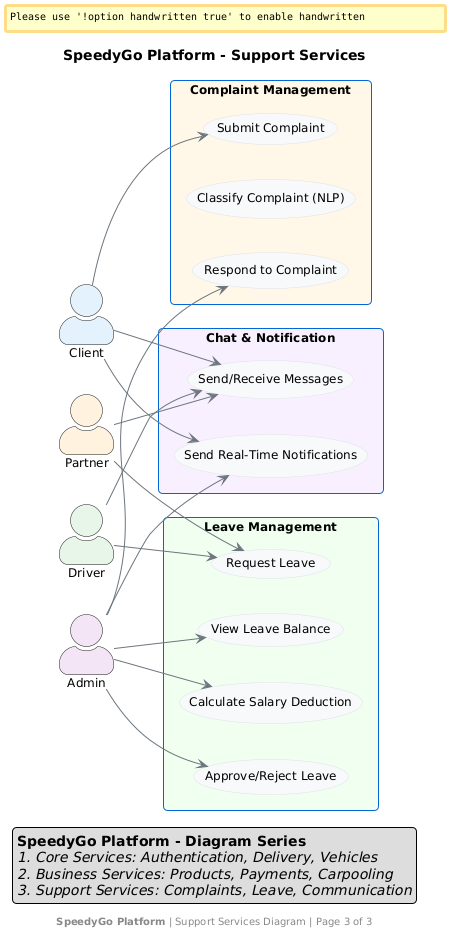 Please use '!option handwritten true' to enable handwritten
SpeedyGo Platform - Support Services
Complaint Management
Submit Complaint
Classify Complaint (NLP)
Respond to Complaint
Client
Chat & Notification
Send/Receive Messages
Partner
Send Real-Time Notifications
Leave Management
Driver
Request Leave
View Leave Balance
Admin
Calculate Salary Deduction
Approve/Reject Leave
SpeedyGo Platform - Diagram Series
1. Core Services: Authentication, Delivery, Vehicles
2. Business Services: Products, Payments, Carpooling
3. Support Services: Complaints, Leave, Communication
SpeedyGo Platform | Support Services Diagram | Page 3 of 3